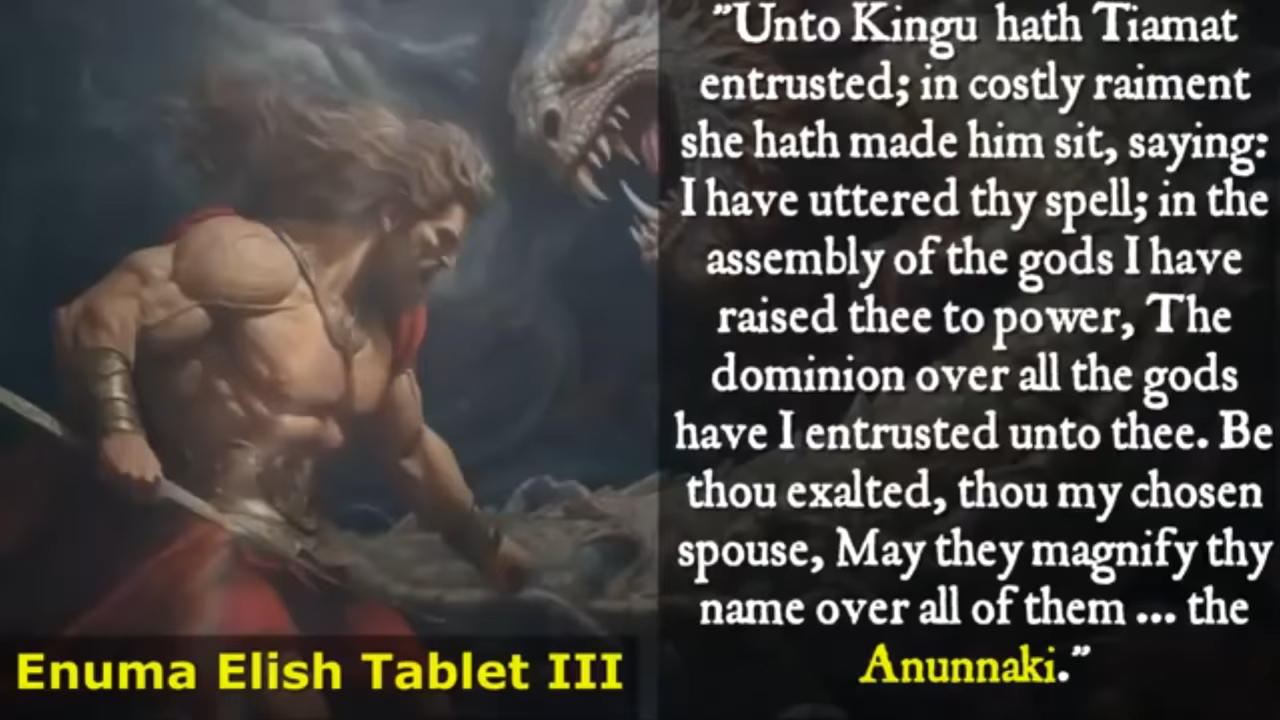 "Unto Kingu hath Tiamat
entrusted; in costly raiment
she hath made him sit, saying:
I have uttered thy spell; in the
assembly of the gods I have
raised thee to power, The
dominion over all the gods
have I entrusted unto thee. Be
thou exalted, thou my chosen
spouse, May they magnify thy
name over all of them ... the
Anunnaki."
Enuma Elish Tablet III